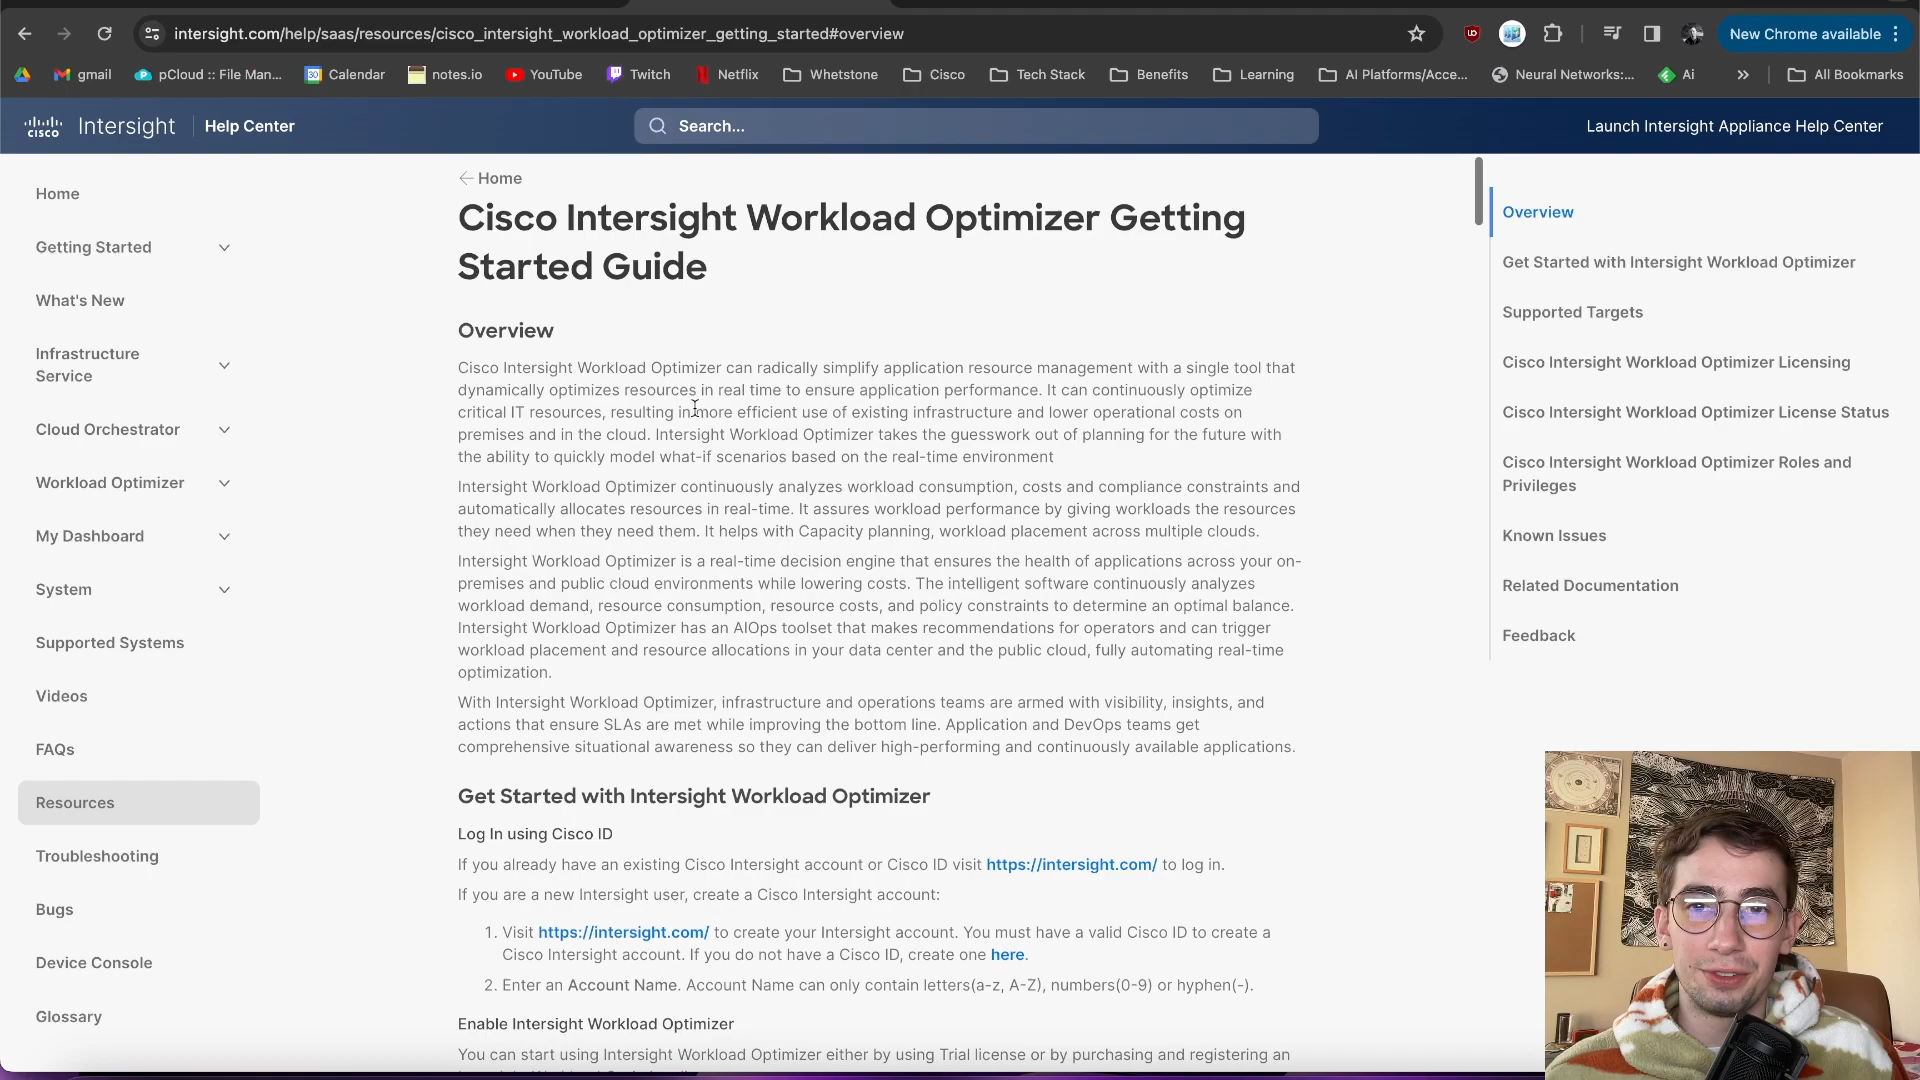 intersight.com/help/saas/resources/cisco_intersight_workload_optimizer_getting_started#overview
New Chrome available
gmail
pCloud :: File Man...
Calendar
notes.io
YouTube
Twitch
Netflix
Whetstone
Cisco
Tech Stack
Benefits
Learning
AI Platforms/Acce...
Neural Networks:...
Ai
»
All Bookmarks
CISCO Intersight
Help Center
Search...
Launch Intersight Appliance Help Center
Home
Getting Started
What's New
Infrastructure
Service
Cloud Orchestrator
Workload Optimizer
My Dashboard
System
Supported Systems
Videos
FAQs
Resources
Troubleshooting
Bugs
Device Console
Glossary
Home
Cisco Intersight Workload Optimizer Getting
Started Guide
Overview
Cisco Intersight Workload Optimizer can radically simplify application resource management with a single tool that
dynamically optimizes resources in real time to ensure application performance. It can continuously optimize
critical IT resources, resulting in more efficient use of existing infrastructure and lower operational costs on
premises and in the cloud. Intersight Workload Optimizer takes the guesswork out of planning for the future with
the ability to quickly model what-if scenarios based on the real-time environment
Intersight Workload Optimizer continuously analyzes workload consumption, costs and compliance constraints and
automatically allocates resources in real-time. It assures workload performance by giving workloads the resources
they need when they need them. It helps with Capacity planning, workload placement across multiple clouds.
Intersight Workload Optimizer is a real-time decision engine that ensures the health of applications across your on-
premises and public cloud environments while lowering costs. The intelligent software continuously analyzes
workload demand, resource consumption, resource costs, and policy constraints to determine an optimal balance.
Intersight Workload Optimizer has an AIOps toolset that makes recommendations for operators and can trigger
workload placement and resource allocations in your data center and the public cloud, fully automating real-time
optimization.
With Intersight Workload Optimizer, infrastructure and operations teams are armed with visibility, insights, and
actions that ensure SLAs are met while improving the bottom line. Application and DevOps teams get
comprehensive situational awareness so they can deliver high-performing and continuously available applications.
Get Started with Intersight Workload Optimizer
Log In using Cisco ID
If you already have an existing Cisco Intersight account or Cisco ID visit https://intersight.com/ to log in.
If you are a new Intersight user, create a Cisco Intersight account:
1. Visit https://intersight.com/ to create your Intersight account. You must have a valid Cisco ID to create a
Cisco Intersight account. If you do not have a Cisco ID, create one here.
2. Enter an Account Name. Account Name can only contain letters(a-z, A-Z), numbers(0-9) or hyphen(-).
Enable Intersight Workload Optimizer
You can start using Intersight Workload Optimizer either by using Trial license or by purchasing and registering an
Overview
Get Started with Intersight Workload Optimizer
Supported Targets
Cisco Intersight Workload Optimizer Licensing
Cisco Intersight Workload Optimizer License Status
Cisco Intersight Workload Optimizer Roles and
Privileges
Known Issues
Related Documentation
Feedback